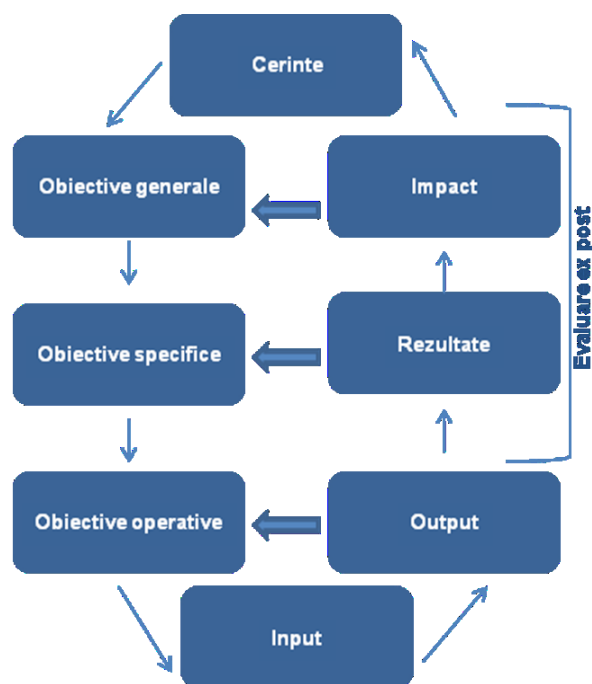 Cerinte
Obiective generale
Impact
Obiective specifice
Rezultate
Evaluare ex post
Obiective operative
Output
Input